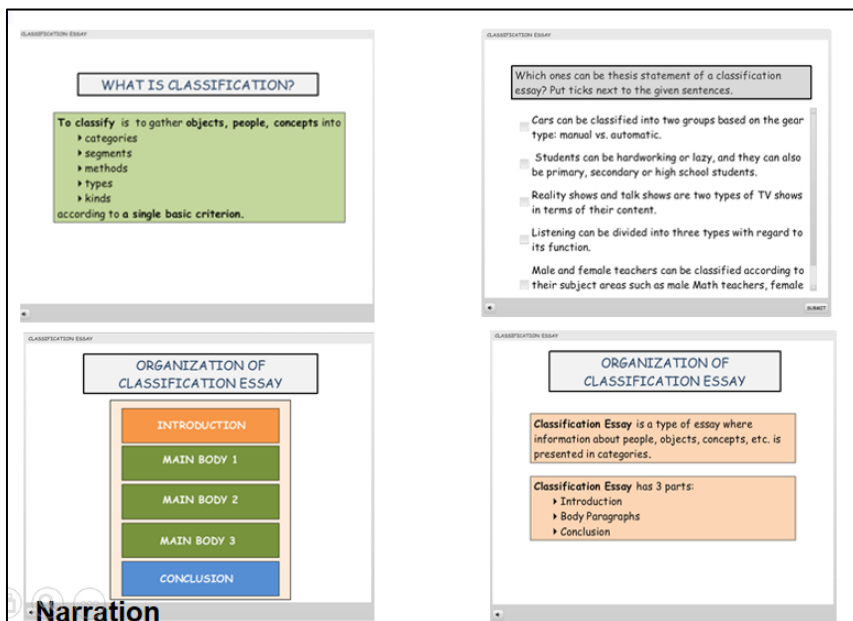 CLASSIFICATION ESSAY
WHAT IS CLASSIFICATION?
To classify is to gather objects, people, concepts into
categories
segments
methods
types
kinds
according to a single basic criterion.
CLASSIFICATION ESSAY
Which ones can be thesis statement of a classification
essay? Put ticks next to the given sentences.
Cars can be classified into two groups based on the gear
type: manual vs. automatic.
Students can be hardworking or lazy, and they can also
be primary, secondary or high school students.
Reality shows and talk shows are two types of TV shows
in terms of their content.
Listening can be divided into three types with regard to
its function.
Male and female teachers can be classified according to
their subject areas such as male Math teachers, female
SUBMIT
CLASSIFICATION ESSAY
ORGANIZATION OF
CLASSIFICATION ESSAY
INTRODUCTION
MAIN BODY 1
MAIN BODY 2
MAIN BODY 3
CONCLUSION
Narration
CLASSIFICATION ESSAY
ORGANIZATION OF
CLASSIFICATION ESSAY
Classification Essay is a type of essay where
information about people, objects, concepts, etc. is
presented in categories.
Classification Essay has 3 parts:
Introduction
Body Paragraphs
Conclusion